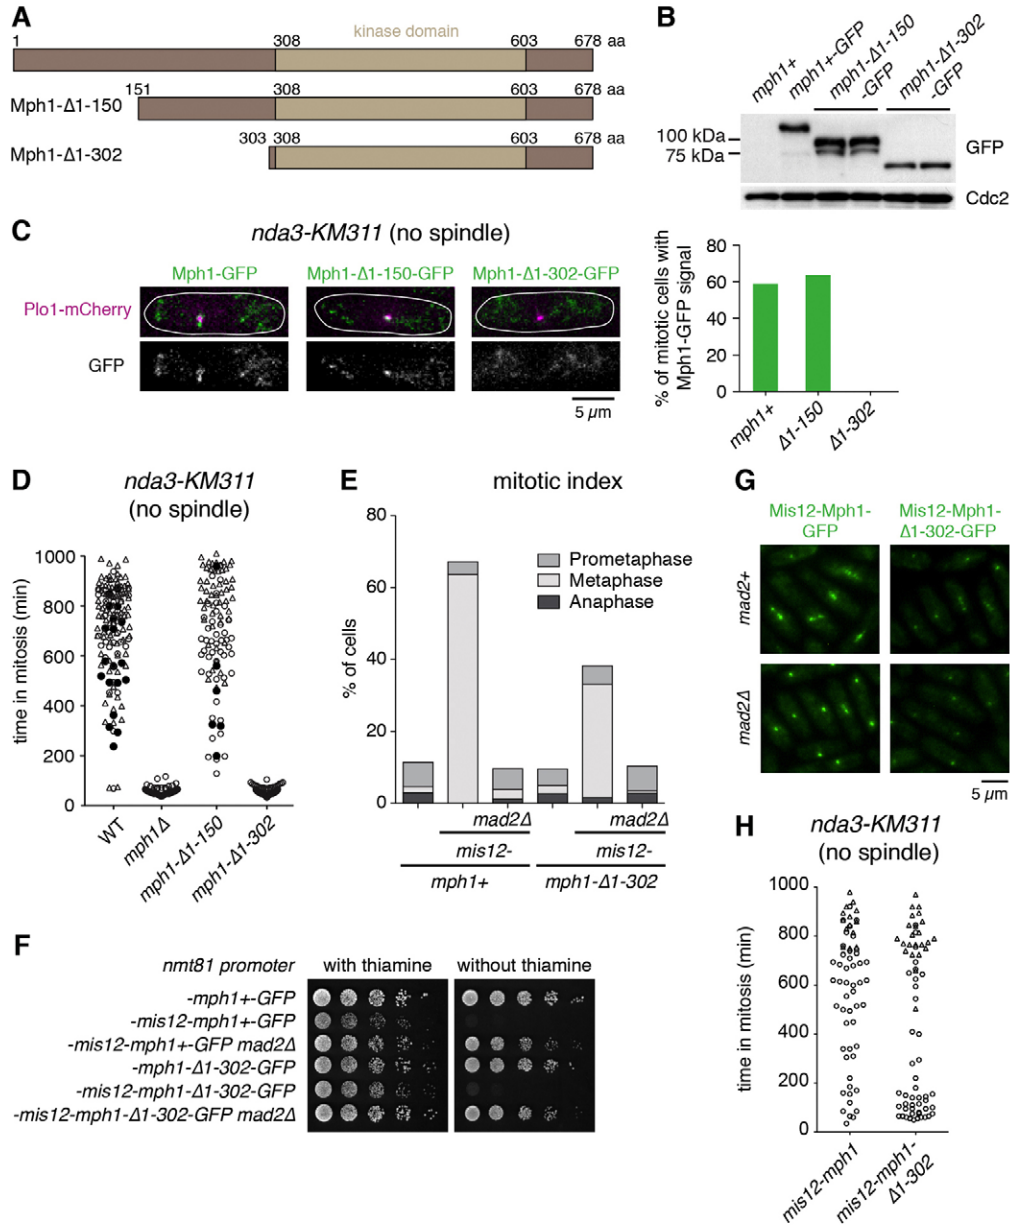 A
kinase domain
1 308 603 678 aa
151 308 603 678 aa
Mph1-Δ1-150
303 308 603 678 aa
Mph1-Δ1-302
B
mph1+
mph1+-GFP
mph1-Δ1-150
-GFP
mph1-Δ1-302
-GFP
100 kDa
75 kDa
GFP
Cdc2
C
nda3-KM311 (no spindle)
Mph1-GFP Mph1-Δ1-150-GFP Mph1-Δ1-302-GFP
Plo1-mCherry
GFP
5 µm
% of mitotic cells with
Mph1-GFP signal
80
60
40
20
0
mph1+
Δ1-150
Δ1-302
D
nda3-KM311
(no spindle)
time in mitosis (min)
1000
800
600
400
200
0
WT
mph1Δ
mph1-Δ1-150
mph1-Δ1-302
E
mitotic index
% of cells
80
60
40
20
0
Prometaphase
Metaphase
Anaphase
mad2Δ mad2Δ
mis12- mis12-
mph1+ mph1-Δ1-302
F
nmt81 promoter with thiamine without thiamine
-mph1+-GFP
-mis12-mph1+-GFP
-mis12-mph1+-GFP mad2Δ
-mph1-Δ1-302-GFP
-mis12-mph1-Δ1-302-GFP
-mis12-mph1-Δ1-302-GFP mad2Δ
G
Mis12-Mph1-
GFP
Mis12-Mph1-
Δ1-302-GFP
mad2+
mad2Δ
5 µm
H
nda3-KM311
(no spindle)
time in mitosis (min)
1000
800
600
400
200
0
mis12-mph1
mis12-mph1-
Δ1-302